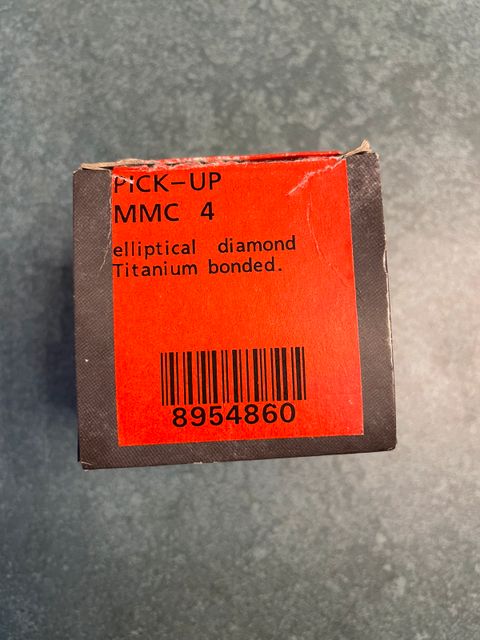 PICK-UP
MMC 4
elliptical diamond
Titanium bonded.
8954860